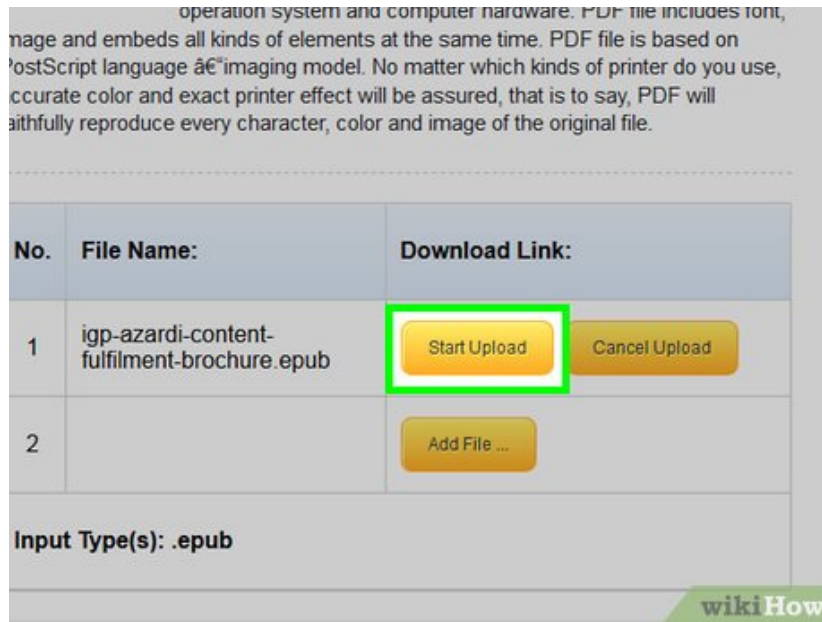 operation system and computer hardware. PDF file includes font,
mage and embeds all kinds of elements at the same time. PDF file is based on
PostScript language â€“imaging model. No matter which kinds of printer do you use,
ccurate color and exact printer effect will be assured, that is to say, PDF will
aithfully reproduce every character, color and image of the original file.
No. File Name: Download Link:
1 igp-azardi-content-
fulfilment-brochure.epub Start Upload Cancel Upload
2 Add File ...
Input Type(s): .epub
wikiHow